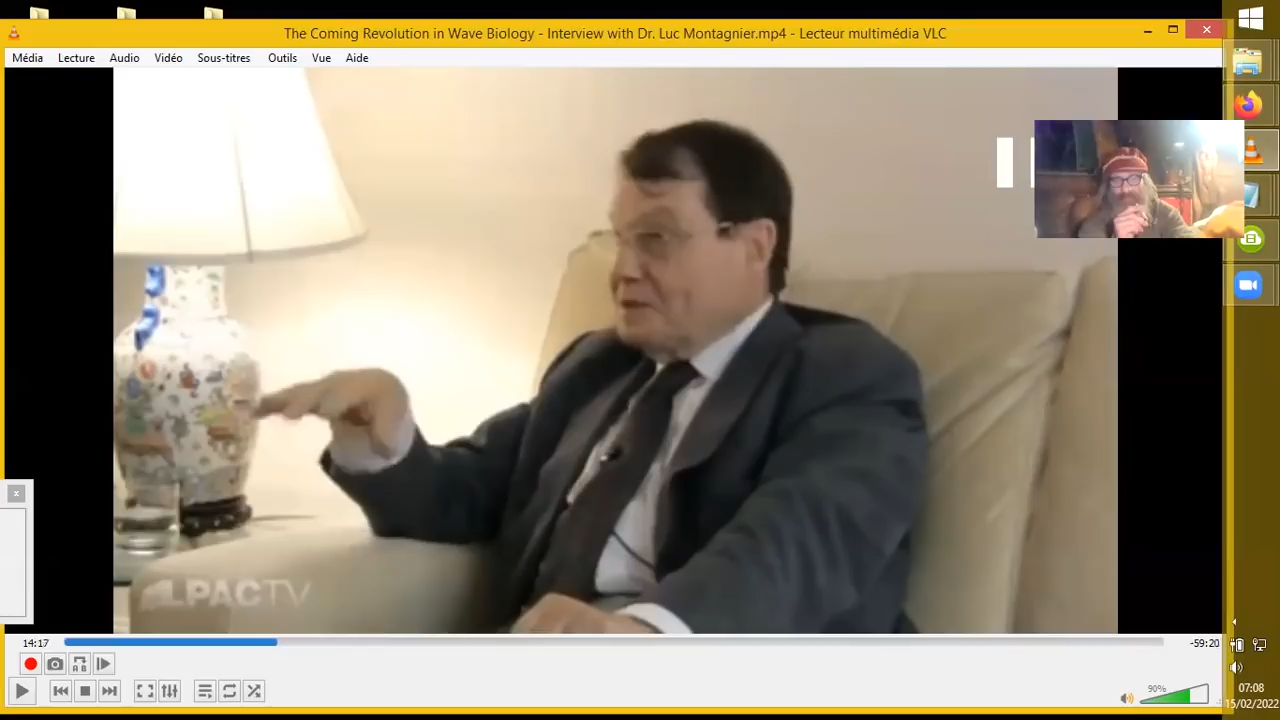 The Coming Revolution in Wave Biology - Interview with Dr. Luc Montagnier.mp4 - Lecteur multimédia VLC
Média Lecture Audio Vidéo Sous-titres Outils Vue Aide
LPACTV
14:17 -59:20
90%
07:08
15/02/2022